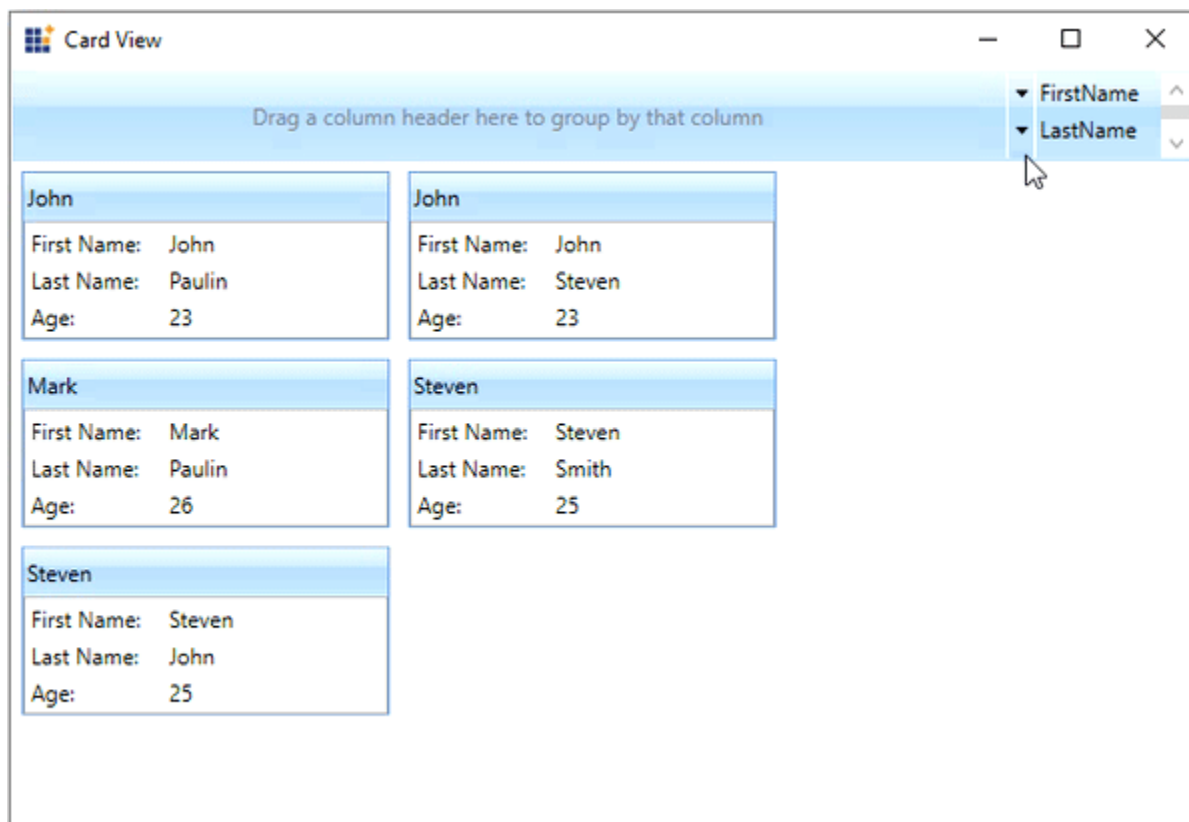 Card View
Drag a column header here to group by that column
FirstName
LastName
John
First Name: John
Last Name: Paulin
Age: 23
John
First Name: John
Last Name: Steven
Age: 23
Mark
First Name: Mark
Last Name: Paulin
Age: 26
Steven
First Name: Steven
Last Name: Smith
Age: 25
Steven
First Name: Steven
Last Name: John
Age: 25